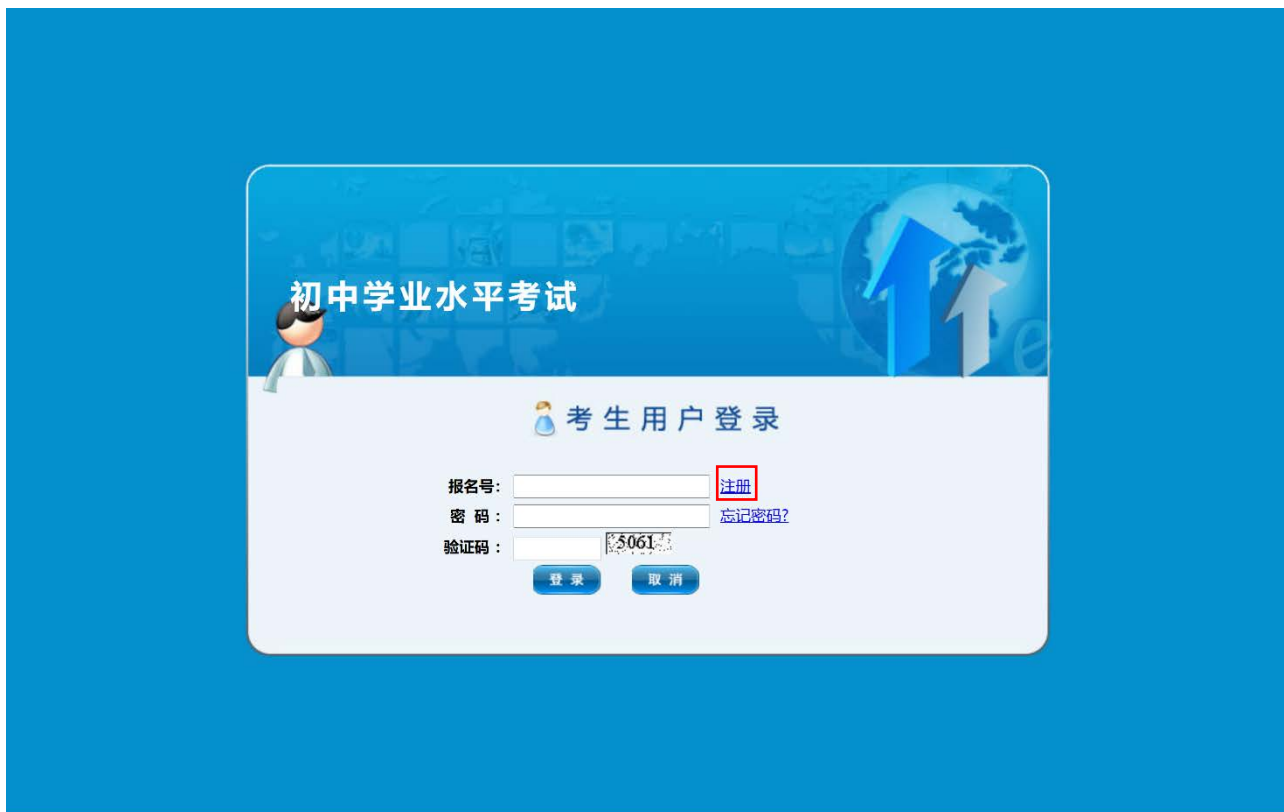 初中学业水平考试
考生用户登录
报名号： 注册
密 码： 忘记密码?
验证码： 5061
登 录 取 消